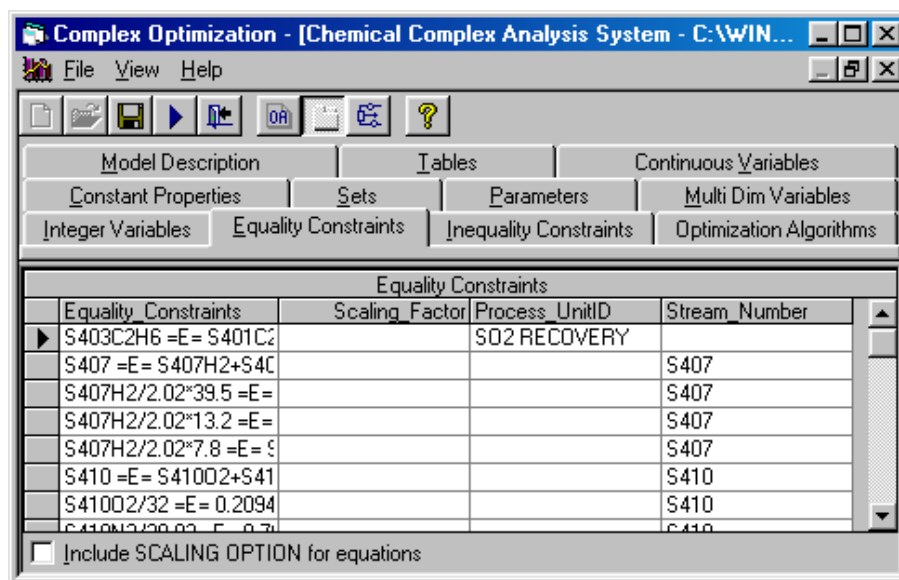 Complex Optimization - [Chemical Complex Analysis System - C:\WIN...
File View Help
OA ?
Model Description Tables Continuous Variables
Constant Properties Sets Parameters Multi Dim Variables
Integer Variables Equality Constraints Inequality Constraints Optimization Algorithms
Equality Constraints
Equality_Constraints Scaling_Factor Process_UnitID Stream_Number
S403C2H6 =E= S401C2 SO2 RECOVERY
S407 =E= S407H2+S40 S407
S407H2/2.02*39.5 =E= S407
S407H2/2.02*13.2 =E= S407
S407H2/2.02*7.8 =E= S S407
S410 =E= S410O2+S41 S410
S410O2/32 =E= 0.2094 S410
Include SCALING OPTION for equations